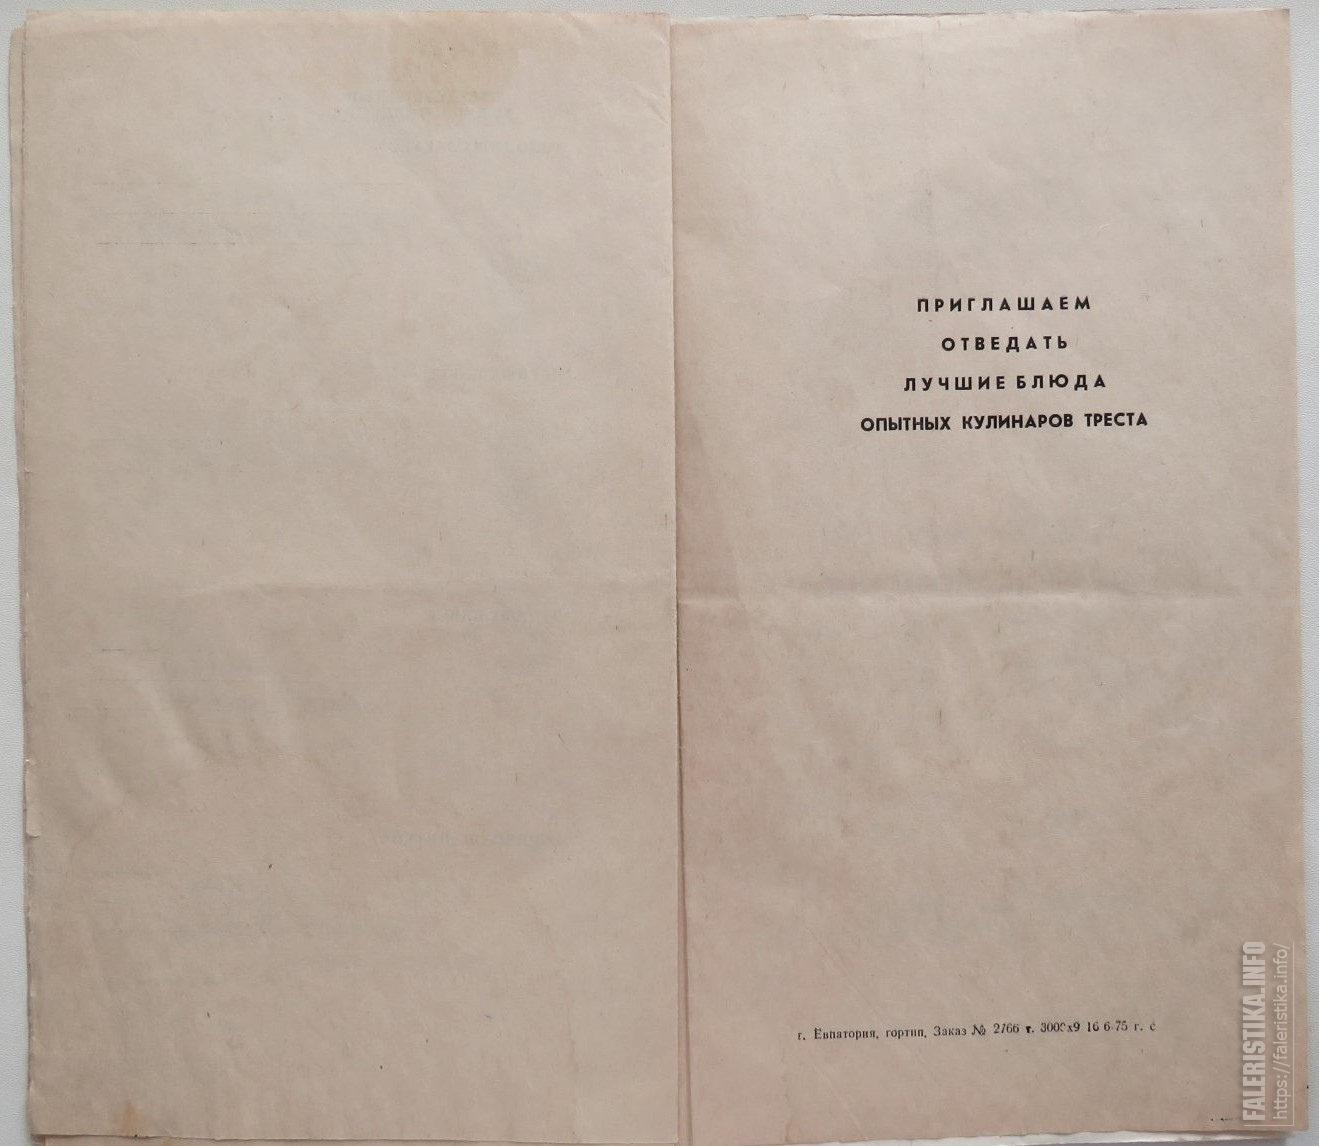 ПРИГЛАШАЕМ
ОТВЕДАТЬ
ЛУЧШИЕ БЛЮДА
ОПЫТНЫХ КУЛИНАРОВ ТРЕСТА
г. Евпатория, гортип, Заказ № 2766 т. 3000х9 16 6-75 г. с
FALERISTIKA.INFO
https://faleristika.info/